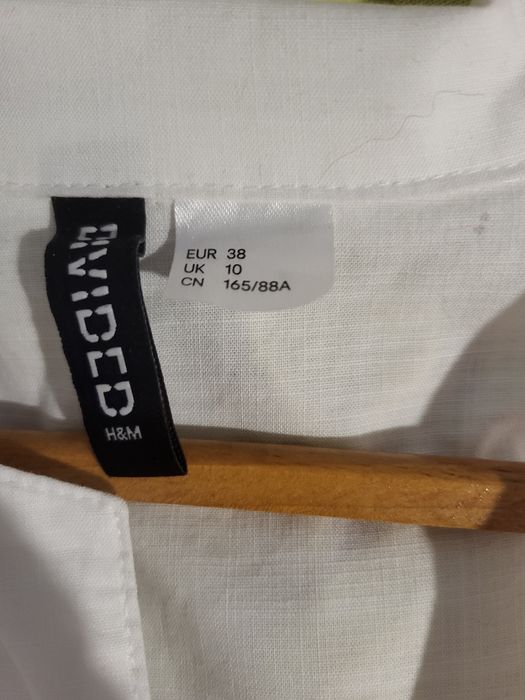 DIVIDED
H&M
EUR 38
UK 10
CN 165/88A